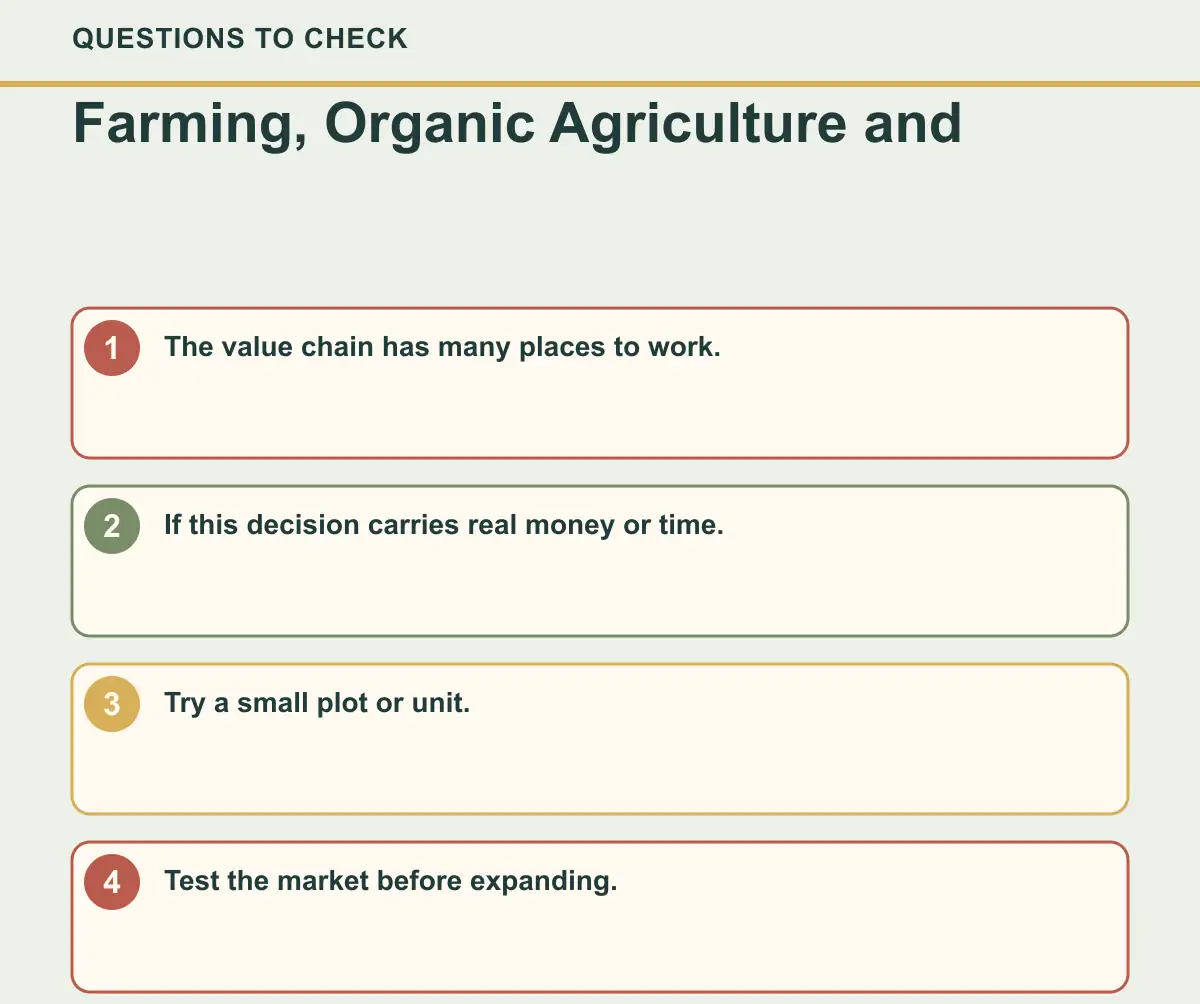 QUESTIONS TO CHECK
Farming, Organic Agriculture and
1
The value chain has many places to work.
2
If this decision carries real money or time.
3
Try a small plot or unit.
4
Test the market before expanding.